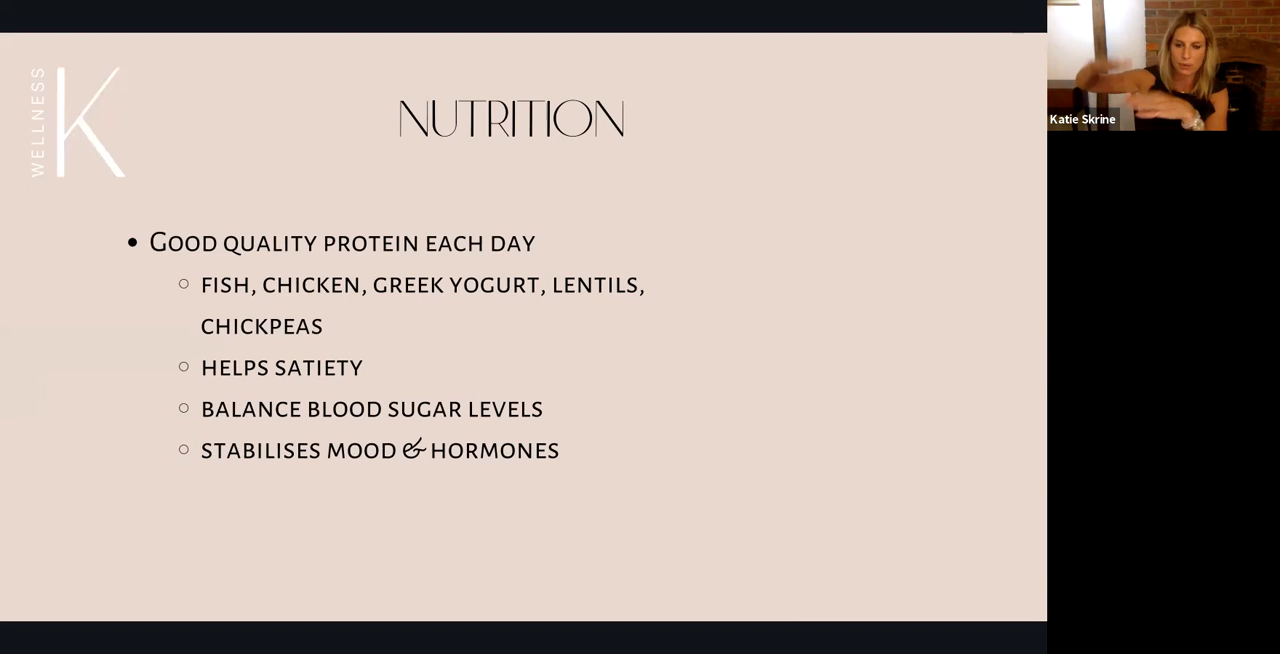 WELLNESS K
NUTRITION
Katie Skrine
• GOOD QUALITY PROTEIN EACH DAY
○ FISH, CHICKEN, GREEK YOGURT, LENTILS,
CHICKPEAS
○ HELPS SATIETY
○ BALANCE BLOOD SUGAR LEVELS
○ STABILISES MOOD & HORMONES